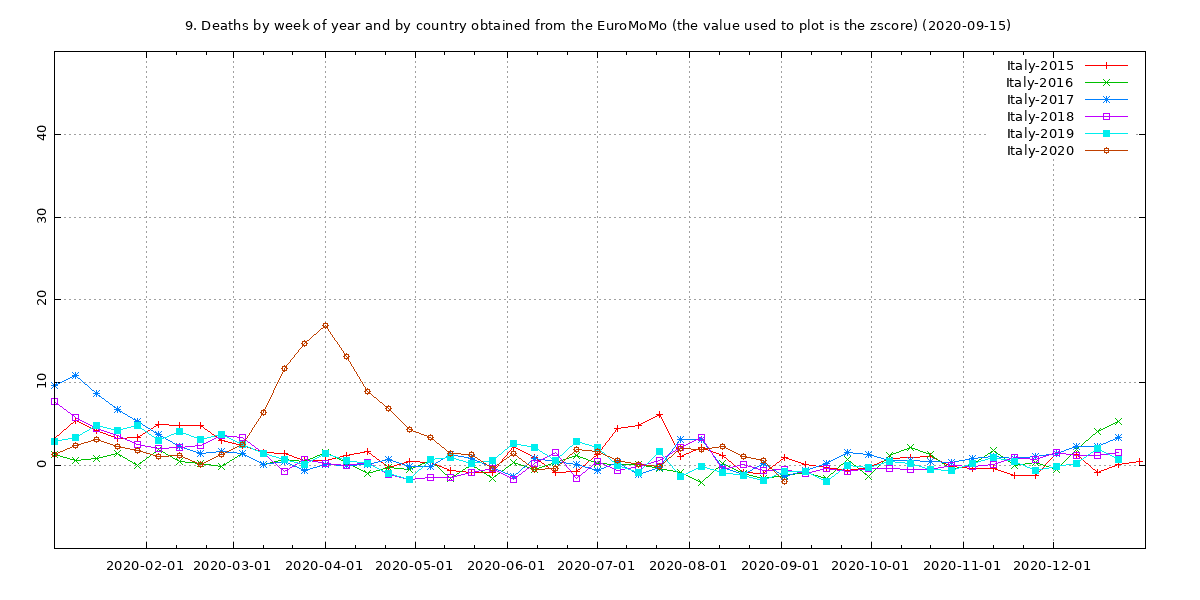 9. Deaths by week of year and by country obtained from the EuroMoMo (the value used to plot is the zscore) (2020-09-15)
Italy-2015
Italy-2016
Italy-2017
Italy-2018
Italy-2019
Italy-2020
40
30
20
10
0
2020-02-01 2020-03-01 2020-04-01 2020-05-01 2020-06-01 2020-07-01 2020-08-01 2020-09-01 2020-10-01 2020-11-01 2020-12-01